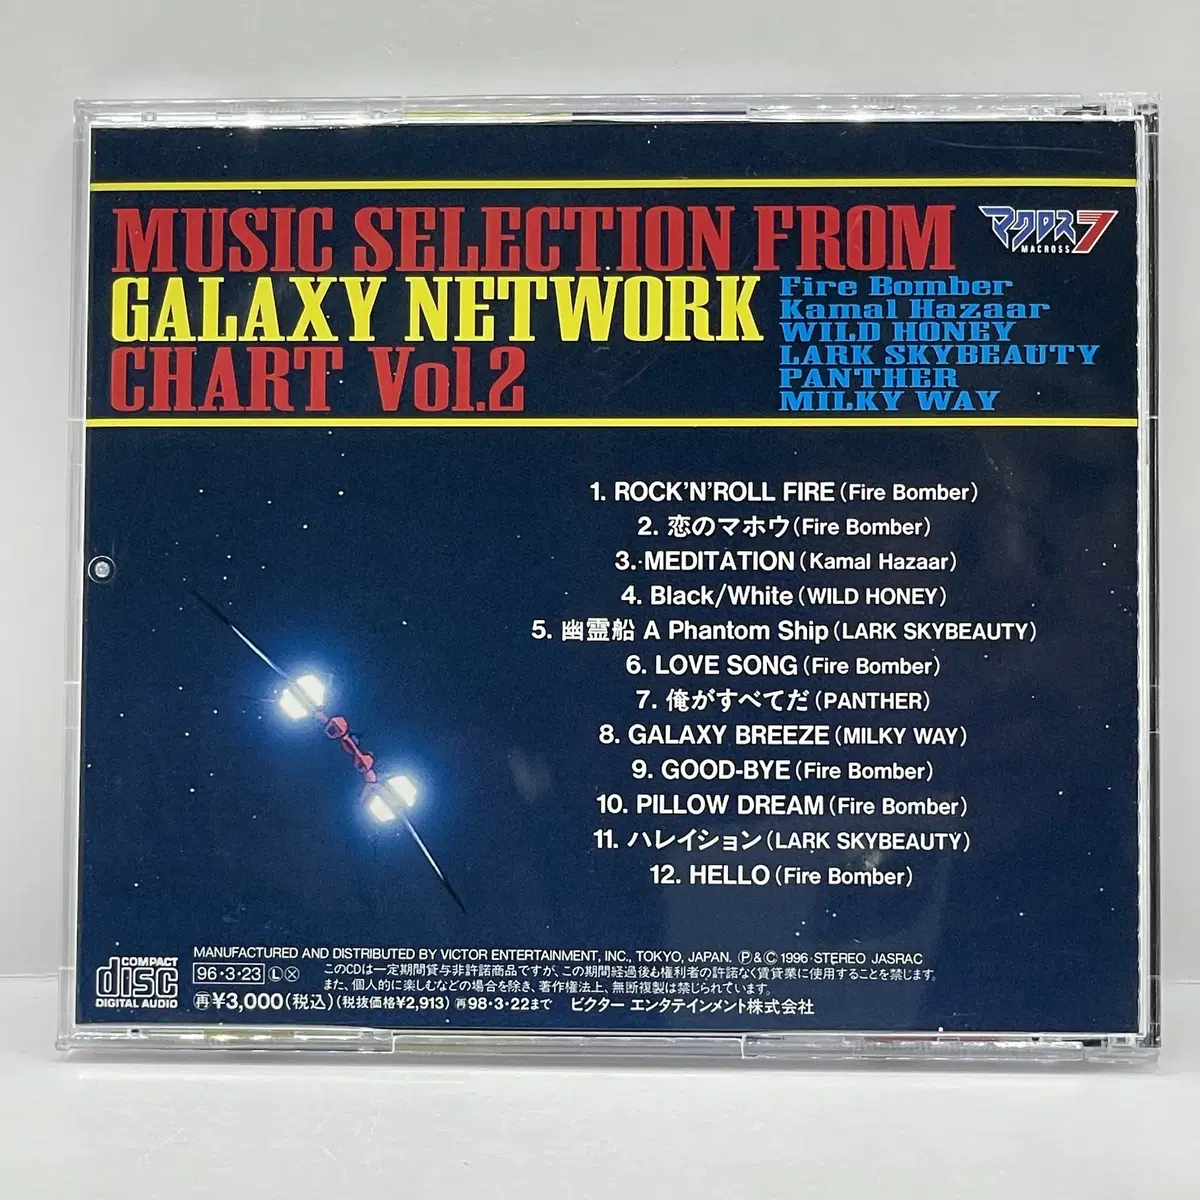 MUSIC SELECTION FROM
GALAXY NETWORK
CHART Vol.2
マクロス7
MACROSS
Fire Bomber
Kamal Hazaar
WILD HONEY
LARK SKYBEAUTY
PANTHER
MILKY WAY
1. ROCK'N'ROLL FIRE (Fire Bomber)
2. 恋のマホウ (Fire Bomber)
3. MEDITATION (Kamal Hazaar)
4. Black/White (WILD HONEY)
5. 幽霊船 A Phantom Ship (LARK SKYBEAUTY)
6. LOVE SONG (Fire Bomber)
7. 俺がすべてだ (PANTHER)
8. GALAXY BREEZE (MILKY WAY)
9. GOOD-BYE (Fire Bomber)
10. PILLOW DREAM (Fire Bomber)
11. ハレイション (LARK SKYBEAUTY)
12. HELLO (Fire Bomber)
COMPACT
disc
DIGITAL AUDIO
MANUFACTURED AND DISTRIBUTED BY VICTOR ENTERTAINMENT, INC., TOKYO, JAPAN. Ⓟ&Ⓒ 1996・STEREO JASRAC
96・3・23 Ⓛ Ⓧ このCDは一定期間貸与非許諾商品ですが、この期間経過後も権利者の許諾なく賃貸業に使用することを禁じます。
また、個人的に楽しむなどの場合を除き、著作権法上、無断複製は禁じられています。
再¥3,000(税込)(税抜価格¥2,913) 再98・3・22まで ビクター エンタテインメント株式会社